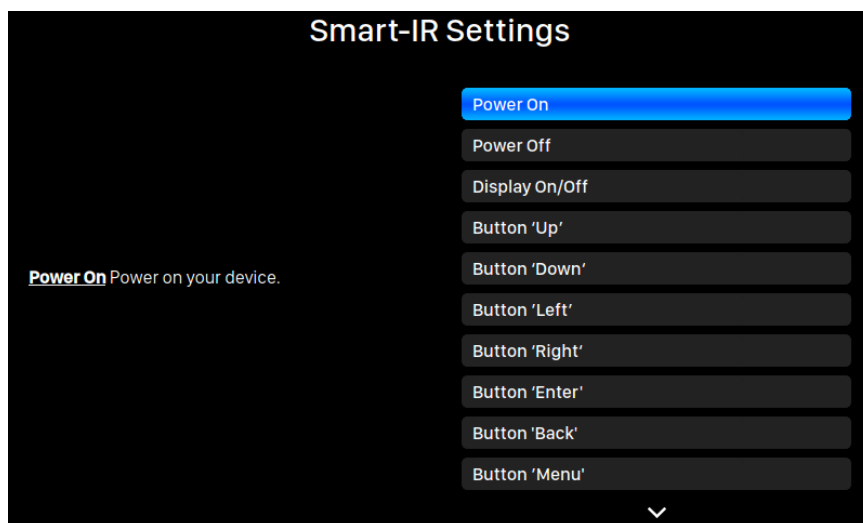 Smart-IR Settings
Power On
Power Off
Display On/Off
Button ‘Up’
Button ‘Down’
Power On Power on your device.
Button ‘Left’
Button ‘Right’
Button ‘Enter'
Button 'Back'
Button ‘Menu'